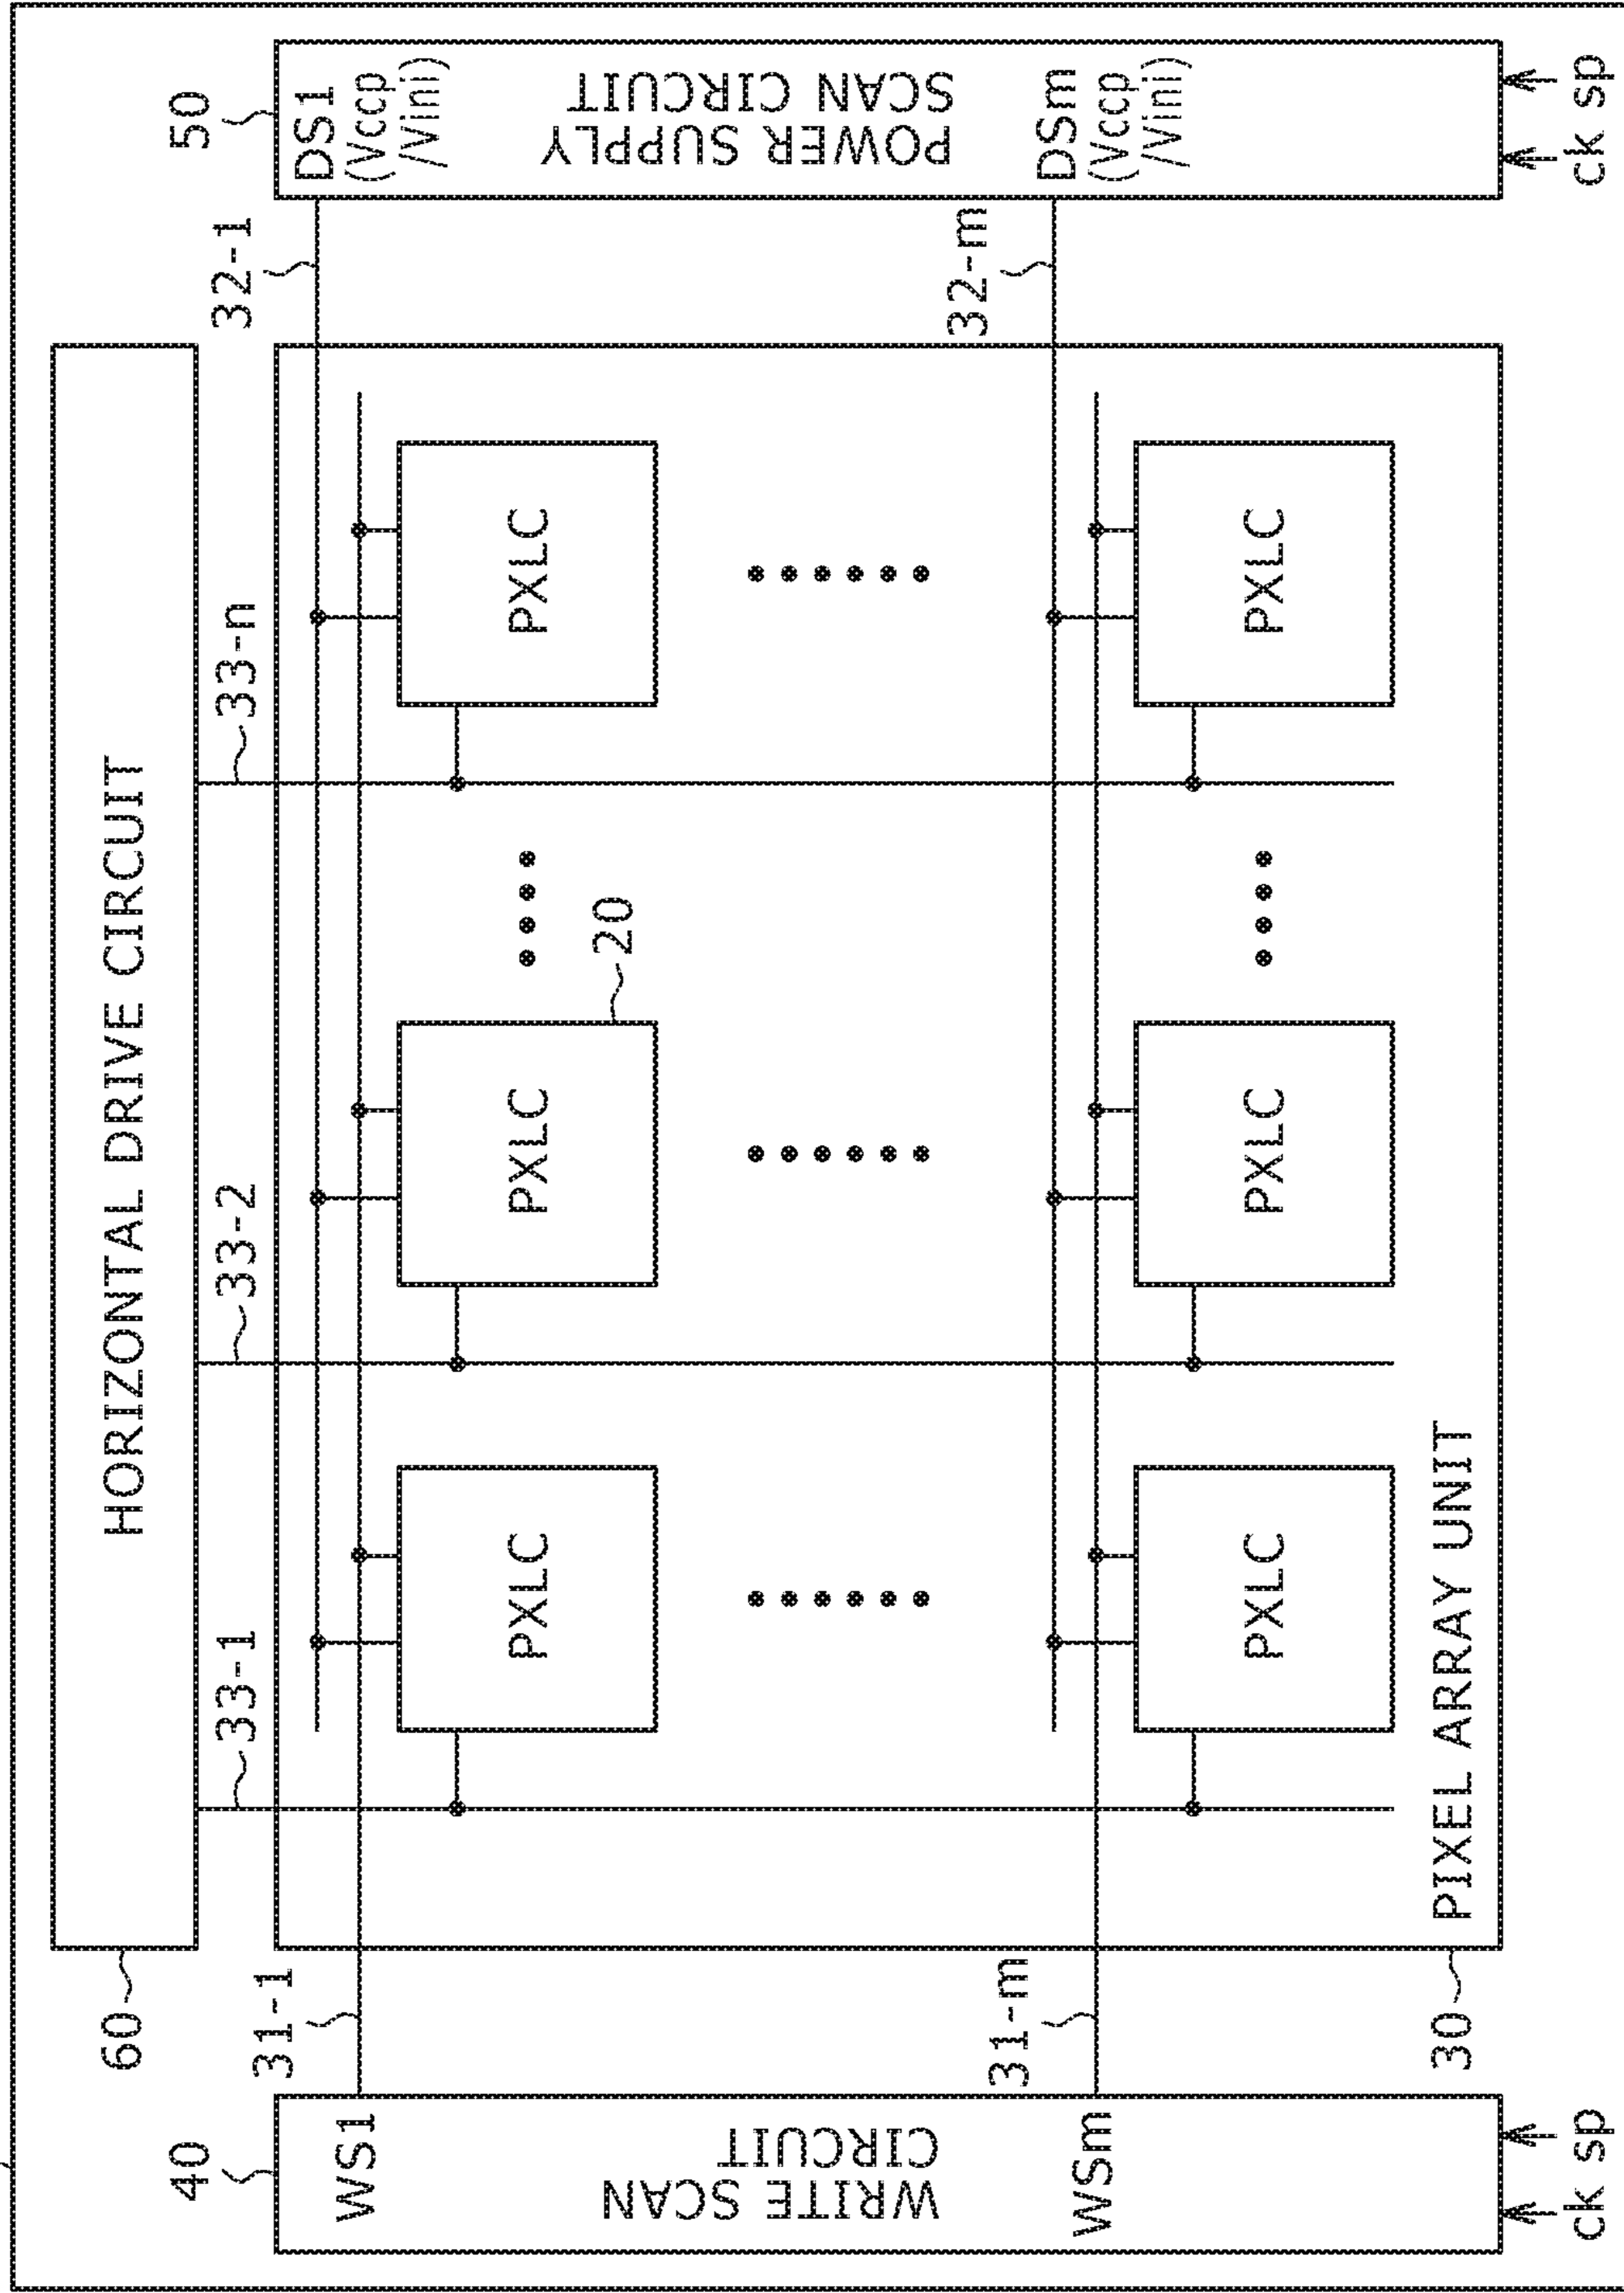 HORIZONTAL DRIVE CIRCUIT
60
40
31-1
33-1
33-2
33-n
32-1
50
WS1
DS1
(Vccp
/Vini)
PXLC
PXLC
PXLC
20
WRITE SCAN
CIRCUIT
POWER SUPPLY
SCAN CIRCUIT
31-m
32-m
WSm
DSm
(Vccp
/Vini)
PXLC
PXLC
PXLC
PIXEL ARRAY UNIT
30
ck sp
ck sp